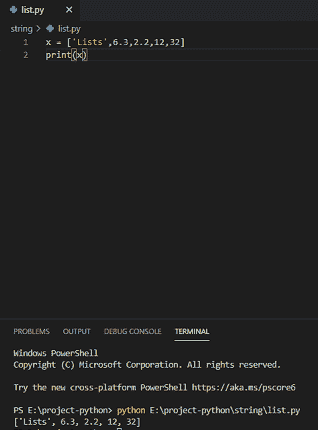 list.py ×
string > list.py
1 x = ['Lists',6.3,2.2,12,32]
2 print(x)
PROBLEMS OUTPUT DEBUG CONSOLE TERMINAL
Windows PowerShell
Copyright (C) Microsoft Corporation. All rights reserved.
Try the new cross-platform PowerShell https://aka.ms/pscore6
PS E:\project-python> python E:\project-python\string\list.py
['Lists', 6.3, 2.2, 12, 32]